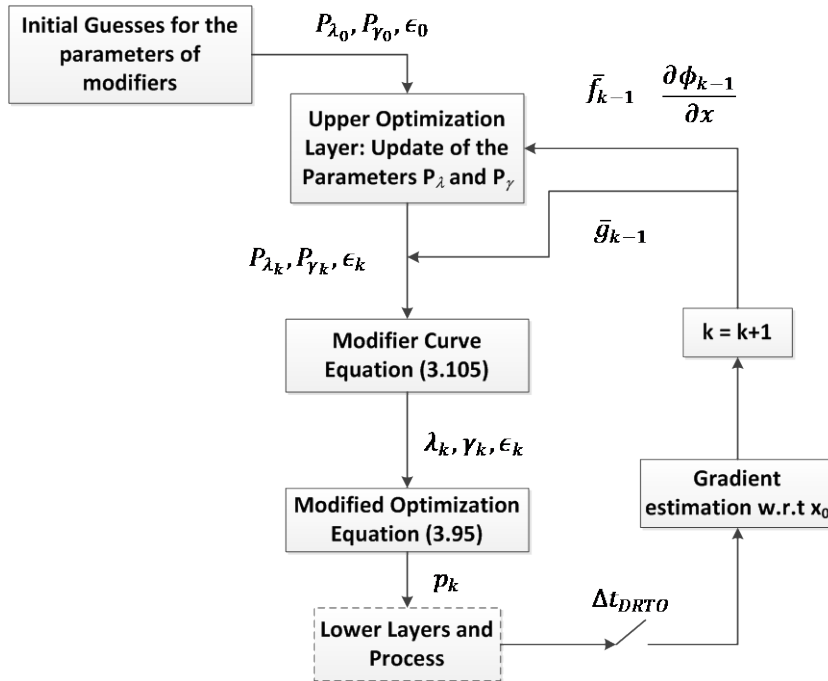 Initial Guesses for the
parameters of
modifiers
P_{λ_0}, P_{γ_0}, ϵ_0
Upper Optimization
Layer: Update of the
Parameters P_λ and P_γ
f̄_{k−1} ∂ϕ_{k−1}/∂x
ḡ_{k−1}
P_{λ_k}, P_{γ_k}, ϵ_k
k = k+1
Modifier Curve
Equation (3.105)
λ_k, γ_k, ϵ_k
Gradient
estimation w.r.t x_0
Modified Optimization
Equation (3.95)
p_k
Δt_{DRTO}
Lower Layers and
Process